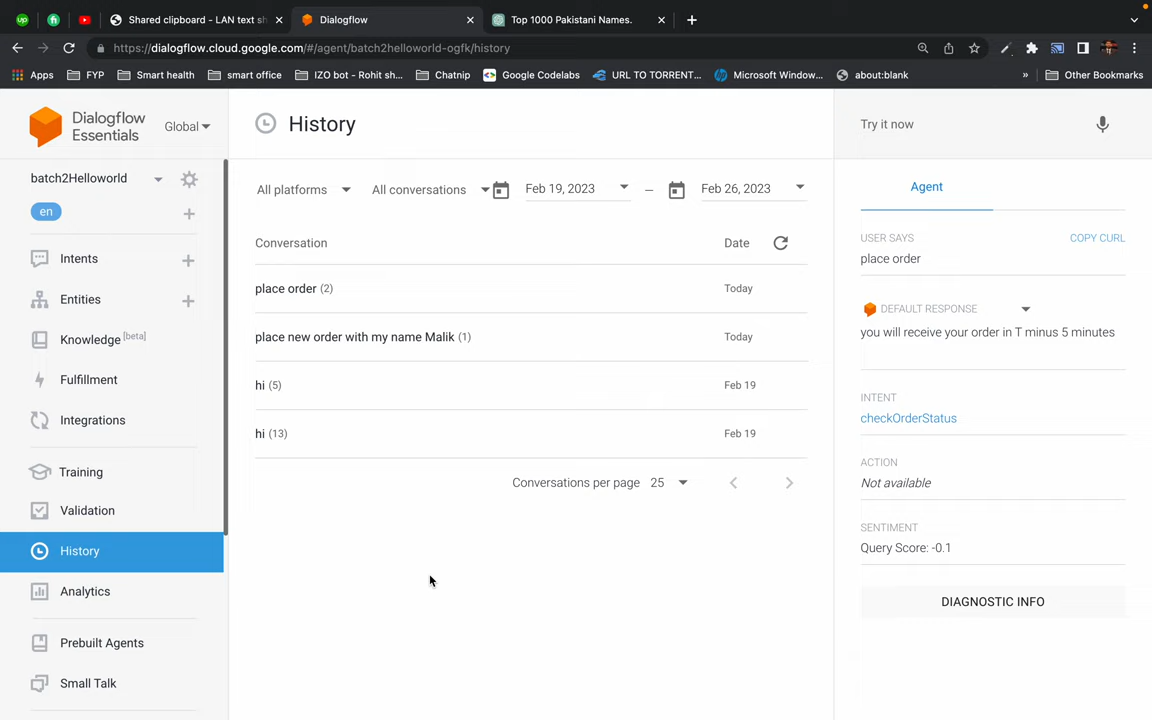 Shared clipboard - LAN text sh
Dialogflow
Top 1000 Pakistani Names.
https://dialogflow.cloud.google.com/#/agent/batch2helloworld-ogfk/history
Apps
FYP
Smart health
smart office
IZO bot - Rohit sh...
Chatnip
Google Codelabs
URL TO TORRENT...
Microsoft Window...
about:blank
»
Other Bookmarks
Dialogflow
Essentials
Global
History
Try it now
batch2Helloworld
en
All platforms
All conversations
Feb 19, 2023
–
Feb 26, 2023
Agent
Conversation
Date
USER SAYS
COPY CURL
place order
Intents
Entities
Knowledge [beta]
Fulfillment
Integrations
Training
Validation
History
Analytics
Prebuilt Agents
Small Talk
place order (2)
Today
place new order with my name Malik (1)
Today
hi (5)
Feb 19
hi (13)
Feb 19
Conversations per page 25
DEFAULT RESPONSE
you will receive your order in T minus 5 minutes
INTENT
checkOrderStatus
ACTION
Not available
SENTIMENT
Query Score: -0.1
DIAGNOSTIC INFO